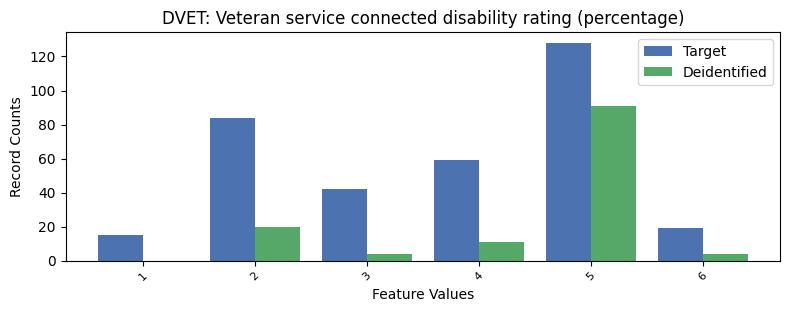 DVET: Veteran service connected disability rating (percentage)
Target
Deidentified
120
100
80
60
40
20
0
Record Counts
1
2
3
4
5
6
Feature Values